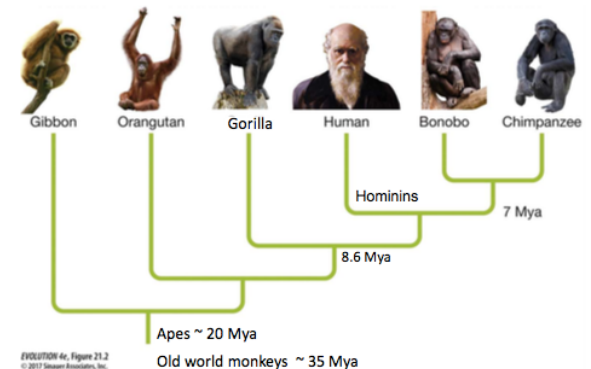 Gibbon Orangutan Gorilla Human Bonobo Chimpanzee
Hominins
7 Mya
8.6 Mya
Apes ~ 20 Mya
EVOLUTION 4e, Figure 21.2
© 2017 Sinauer Associates, Inc.
Old world monkeys ~ 35 Mya